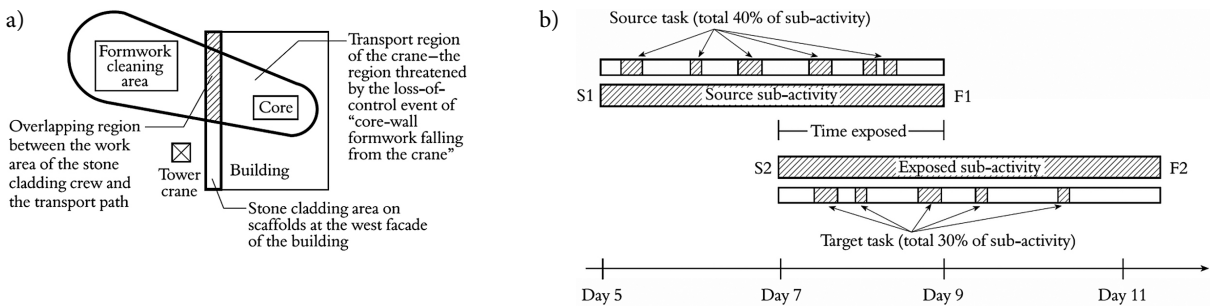 a)
Formwork
cleaning
area
Core
Transport region
of the crane–the
region threatened
by the loss-of-
control event of
“core-wall
formwork falling
from the crane”
Overlapping region
between the work
area of the stone
cladding crew and
the transport path
Tower
crane
Building
Stone cladding area on
scaffolds at the west facade
of the building
b)
Source task (total 40% of sub-activity)
S1 Source sub-activity F1
Time exposed
S2 Exposed sub-activity F2
Target task (total 30% of sub-activity)
Day 5 Day 7 Day 9 Day 11